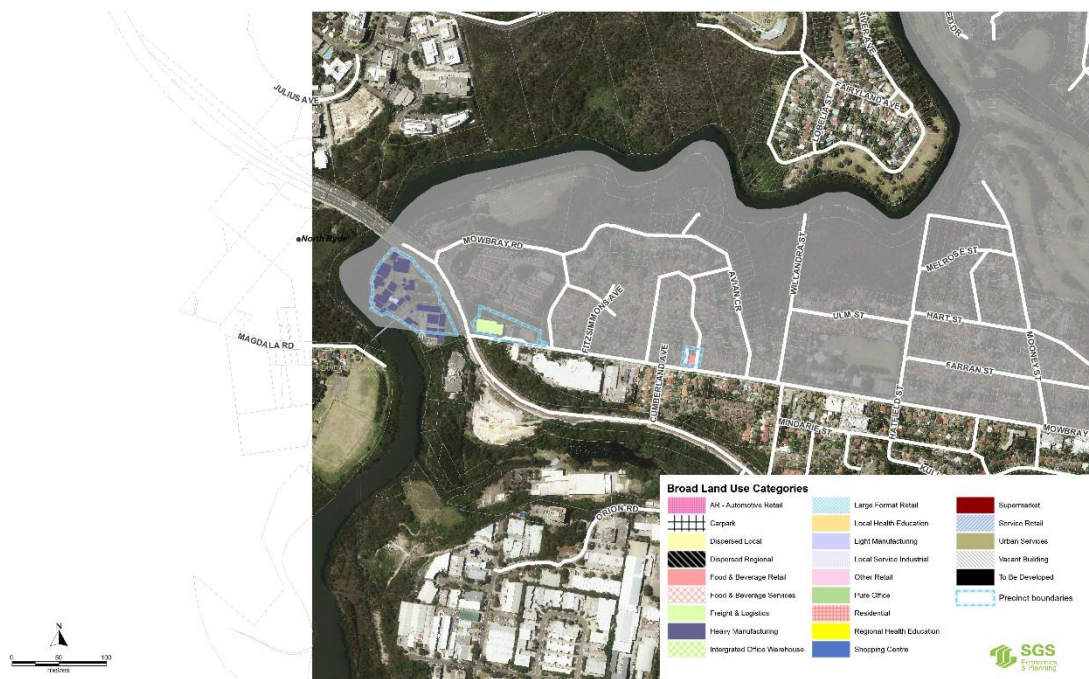 JULIUS AVE
RIVER AVE
FAIRYLAND AVE
LORELIA ST
North Ryde
MOWBRAY RD
MAGDALA RD
FITZSIMMONS AVE
CUMBERLAND AVE
AVIAN CR
WILLANDRA ST
ULM ST
HATFIELD ST
MELROSE ST
HART ST
MOONEY ST
FARRAN ST
MOWBRAY
MINDARIE ST
ORION RD
Broad Land Use Categories
AR - Automotive Retail
Carpark
Dispersed Local
Dispersed Regional
Food & Beverage Retail
Food & Beverage Services
Freight & Logistics
Heavy Manufacturing
Intergrated Office Warehouse
Large Format Retail
Local Health Education
Light Manufacturing
Local Service Industrial
Other Retail
Pure Office
Residential
Regional Health Education
Shopping Centre
Supermarket
Service Retail
Urban Services
Vacant Building
To Be Developed
Precinct boundaries
N
0 50 100
metres
SGS
Economics
& Planning